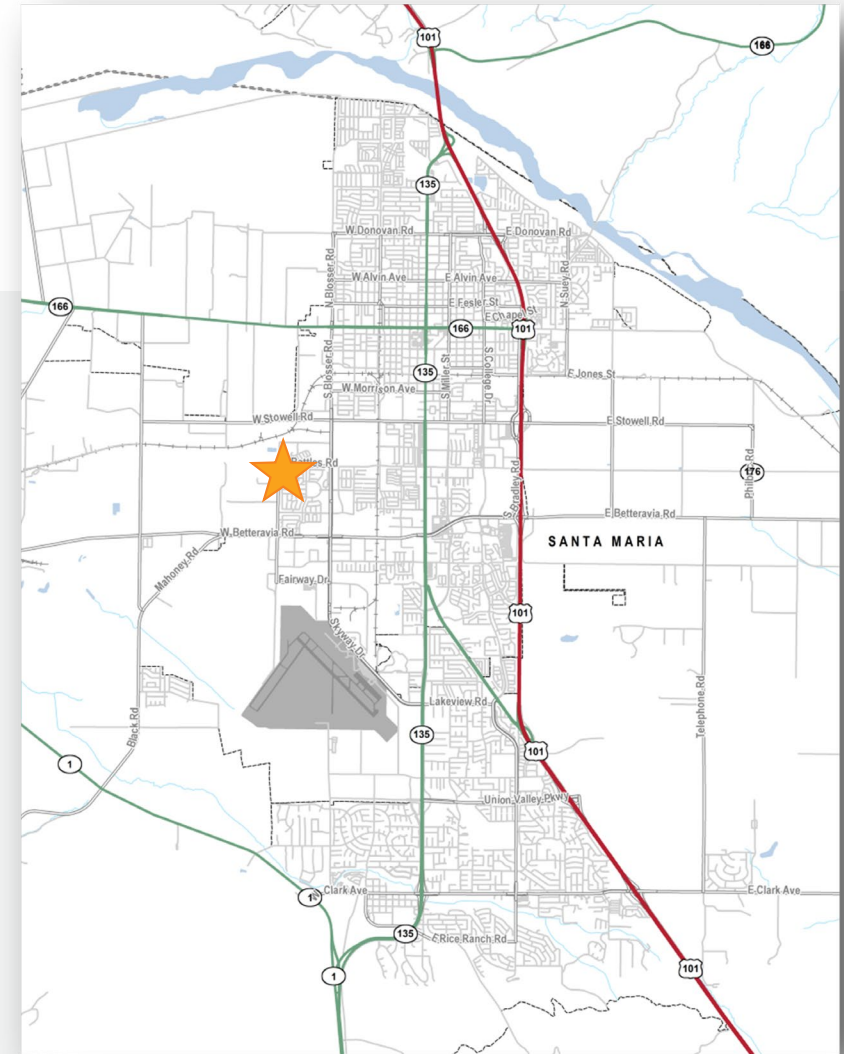 101
166
135
W Donovan Rd
E Donovan Rd
N Blosser Rd
W Alvin Ave
E Alvin Ave
N Suey Rd
E Fesler St
E Chapel St
166
166
101
S Blosser Rd
135
S Miller St
S College Dr
E Jones St
W Morrison Ave
W Stowell Rd
E Stowell Rd
Battles Rd
S Bradley Rd
Philbric Rd
176
W Betteravia Rd
E Betteravia Rd
SANTA MARIA
Mahoney Rd
Fairway Dr
101
Skyway Dr
Lakeview Rd
Telephone Rd
Black Rd
135
101
1
Union Valley Pkwy
Clark Ave
E Clark Ave
1
135
E Rice Ranch Rd
1
101